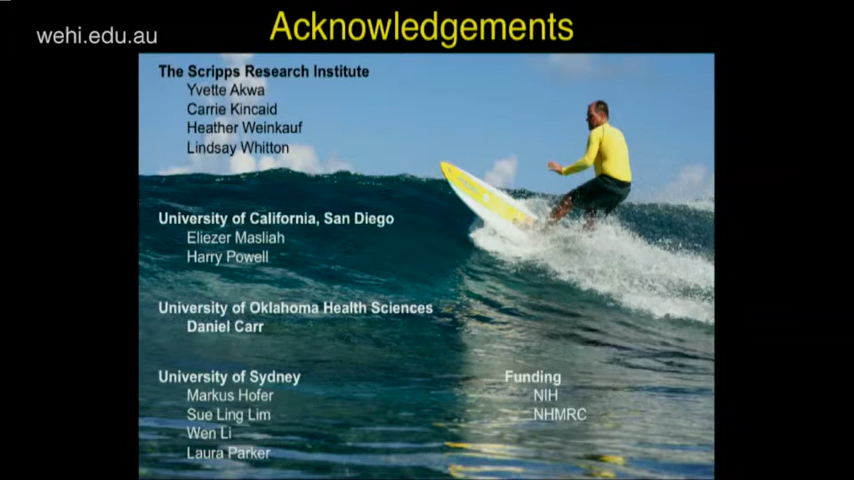 Acknowledgements
wehi.edu.au
The Scripps Research Institute
Yvette Akwa
Carrie Kincaid
Heather Weinkauf
Lindsay Whitton
University of California, San Diego
Eliezer Masliah
Harry Powell
University of Oklahoma Health Sciences
Daniel Carr
University of Sydney
Markus Hofer
Sue Ling Lim
Wen Li
Laura Parker
Funding
NIH
NHMRC